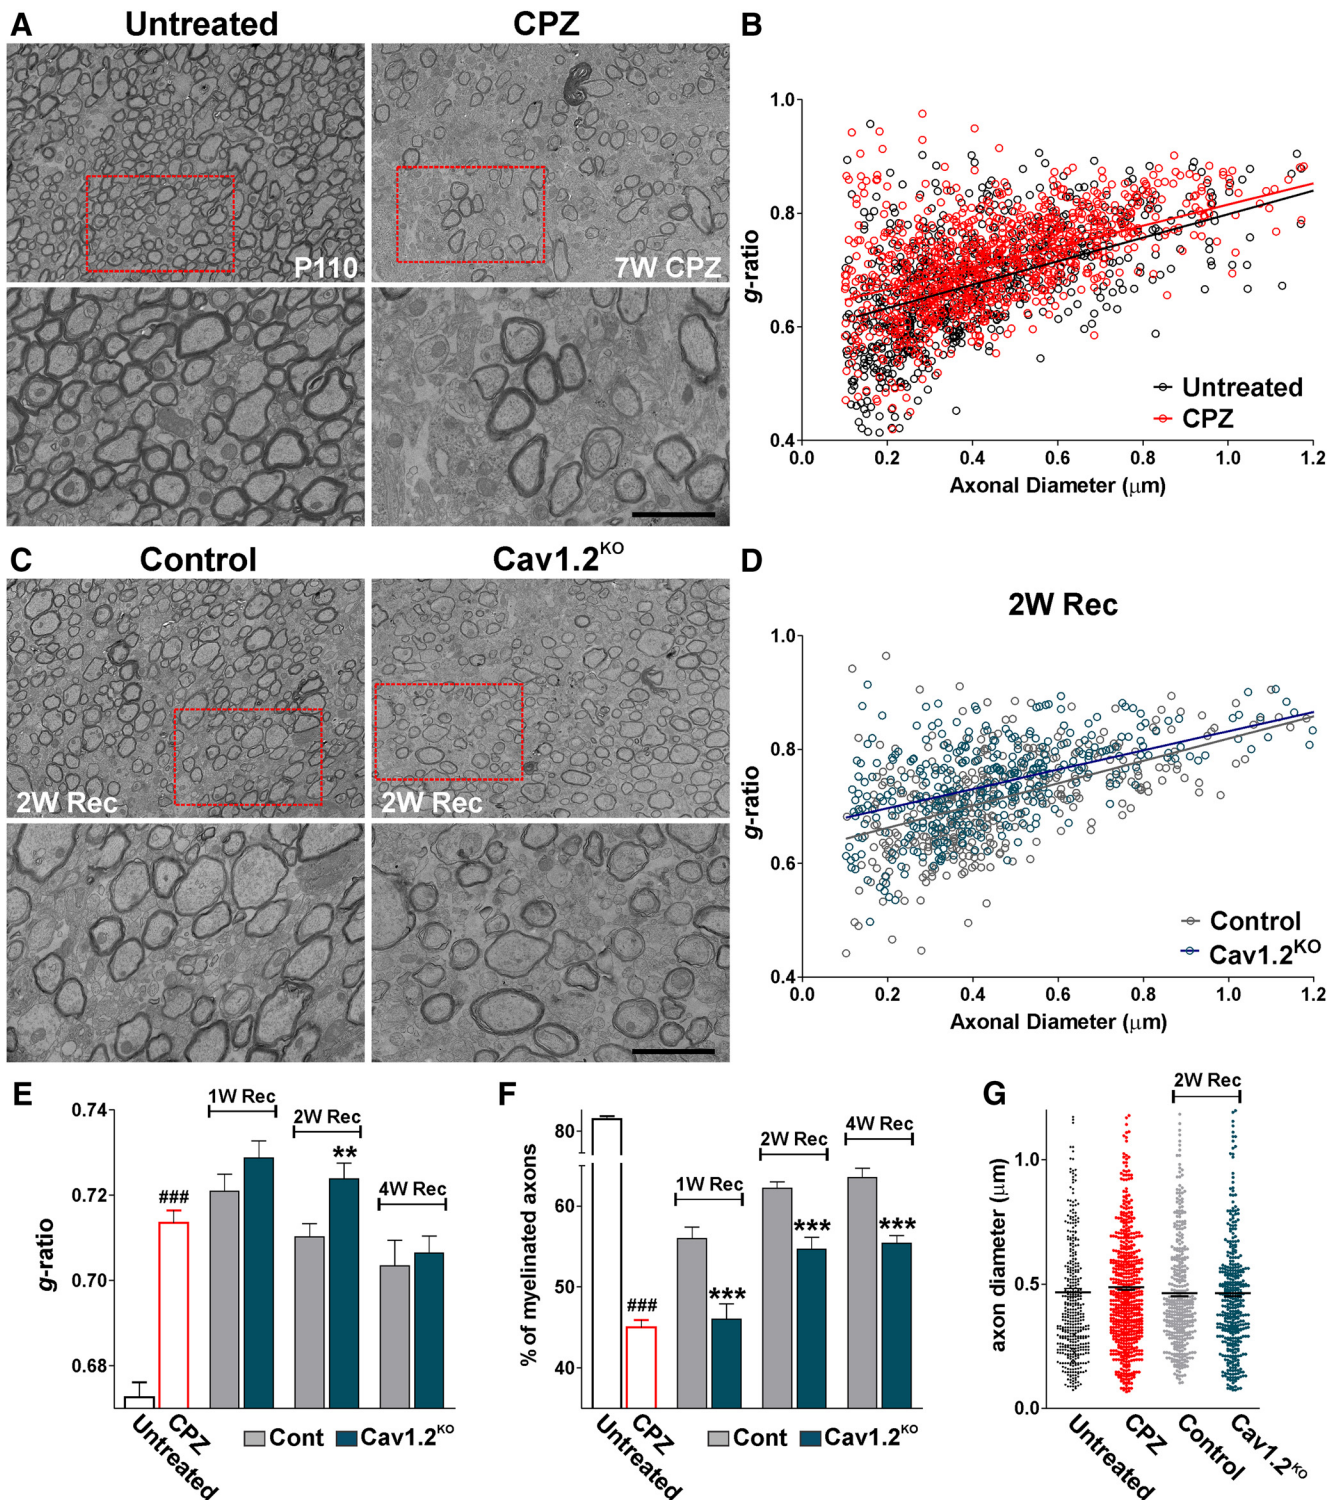 A
Untreated
CPZ
P110
7W CPZ
B
1.0
0.8
0.6
0.4
g-ratio
0.0 0.2 0.4 0.6 0.8 1.0 1.2
Axonal Diameter (μm)
Untreated
CPZ
C
Control
Cav1.2KO
2W Rec
2W Rec
D
2W Rec
1.0
0.8
0.6
0.4
g-ratio
0.0 0.2 0.4 0.6 0.8 1.0 1.2
Axonal Diameter (μm)
Control
Cav1.2KO
E
0.74
0.72
0.70
0.68
g-ratio
1W Rec
2W Rec
4W Rec
###
**
Untreated
CPZ
Cont
Cav1.2KO
F
80
60
50
40
% of myelinated axons
1W Rec
2W Rec
4W Rec
###
***
***
***
Untreated
CPZ
Cont
Cav1.2KO
G
2W Rec
1.0
0.5
0.0
axon diameter (μm)
Untreated
CPZ
Control
Cav1.2KO